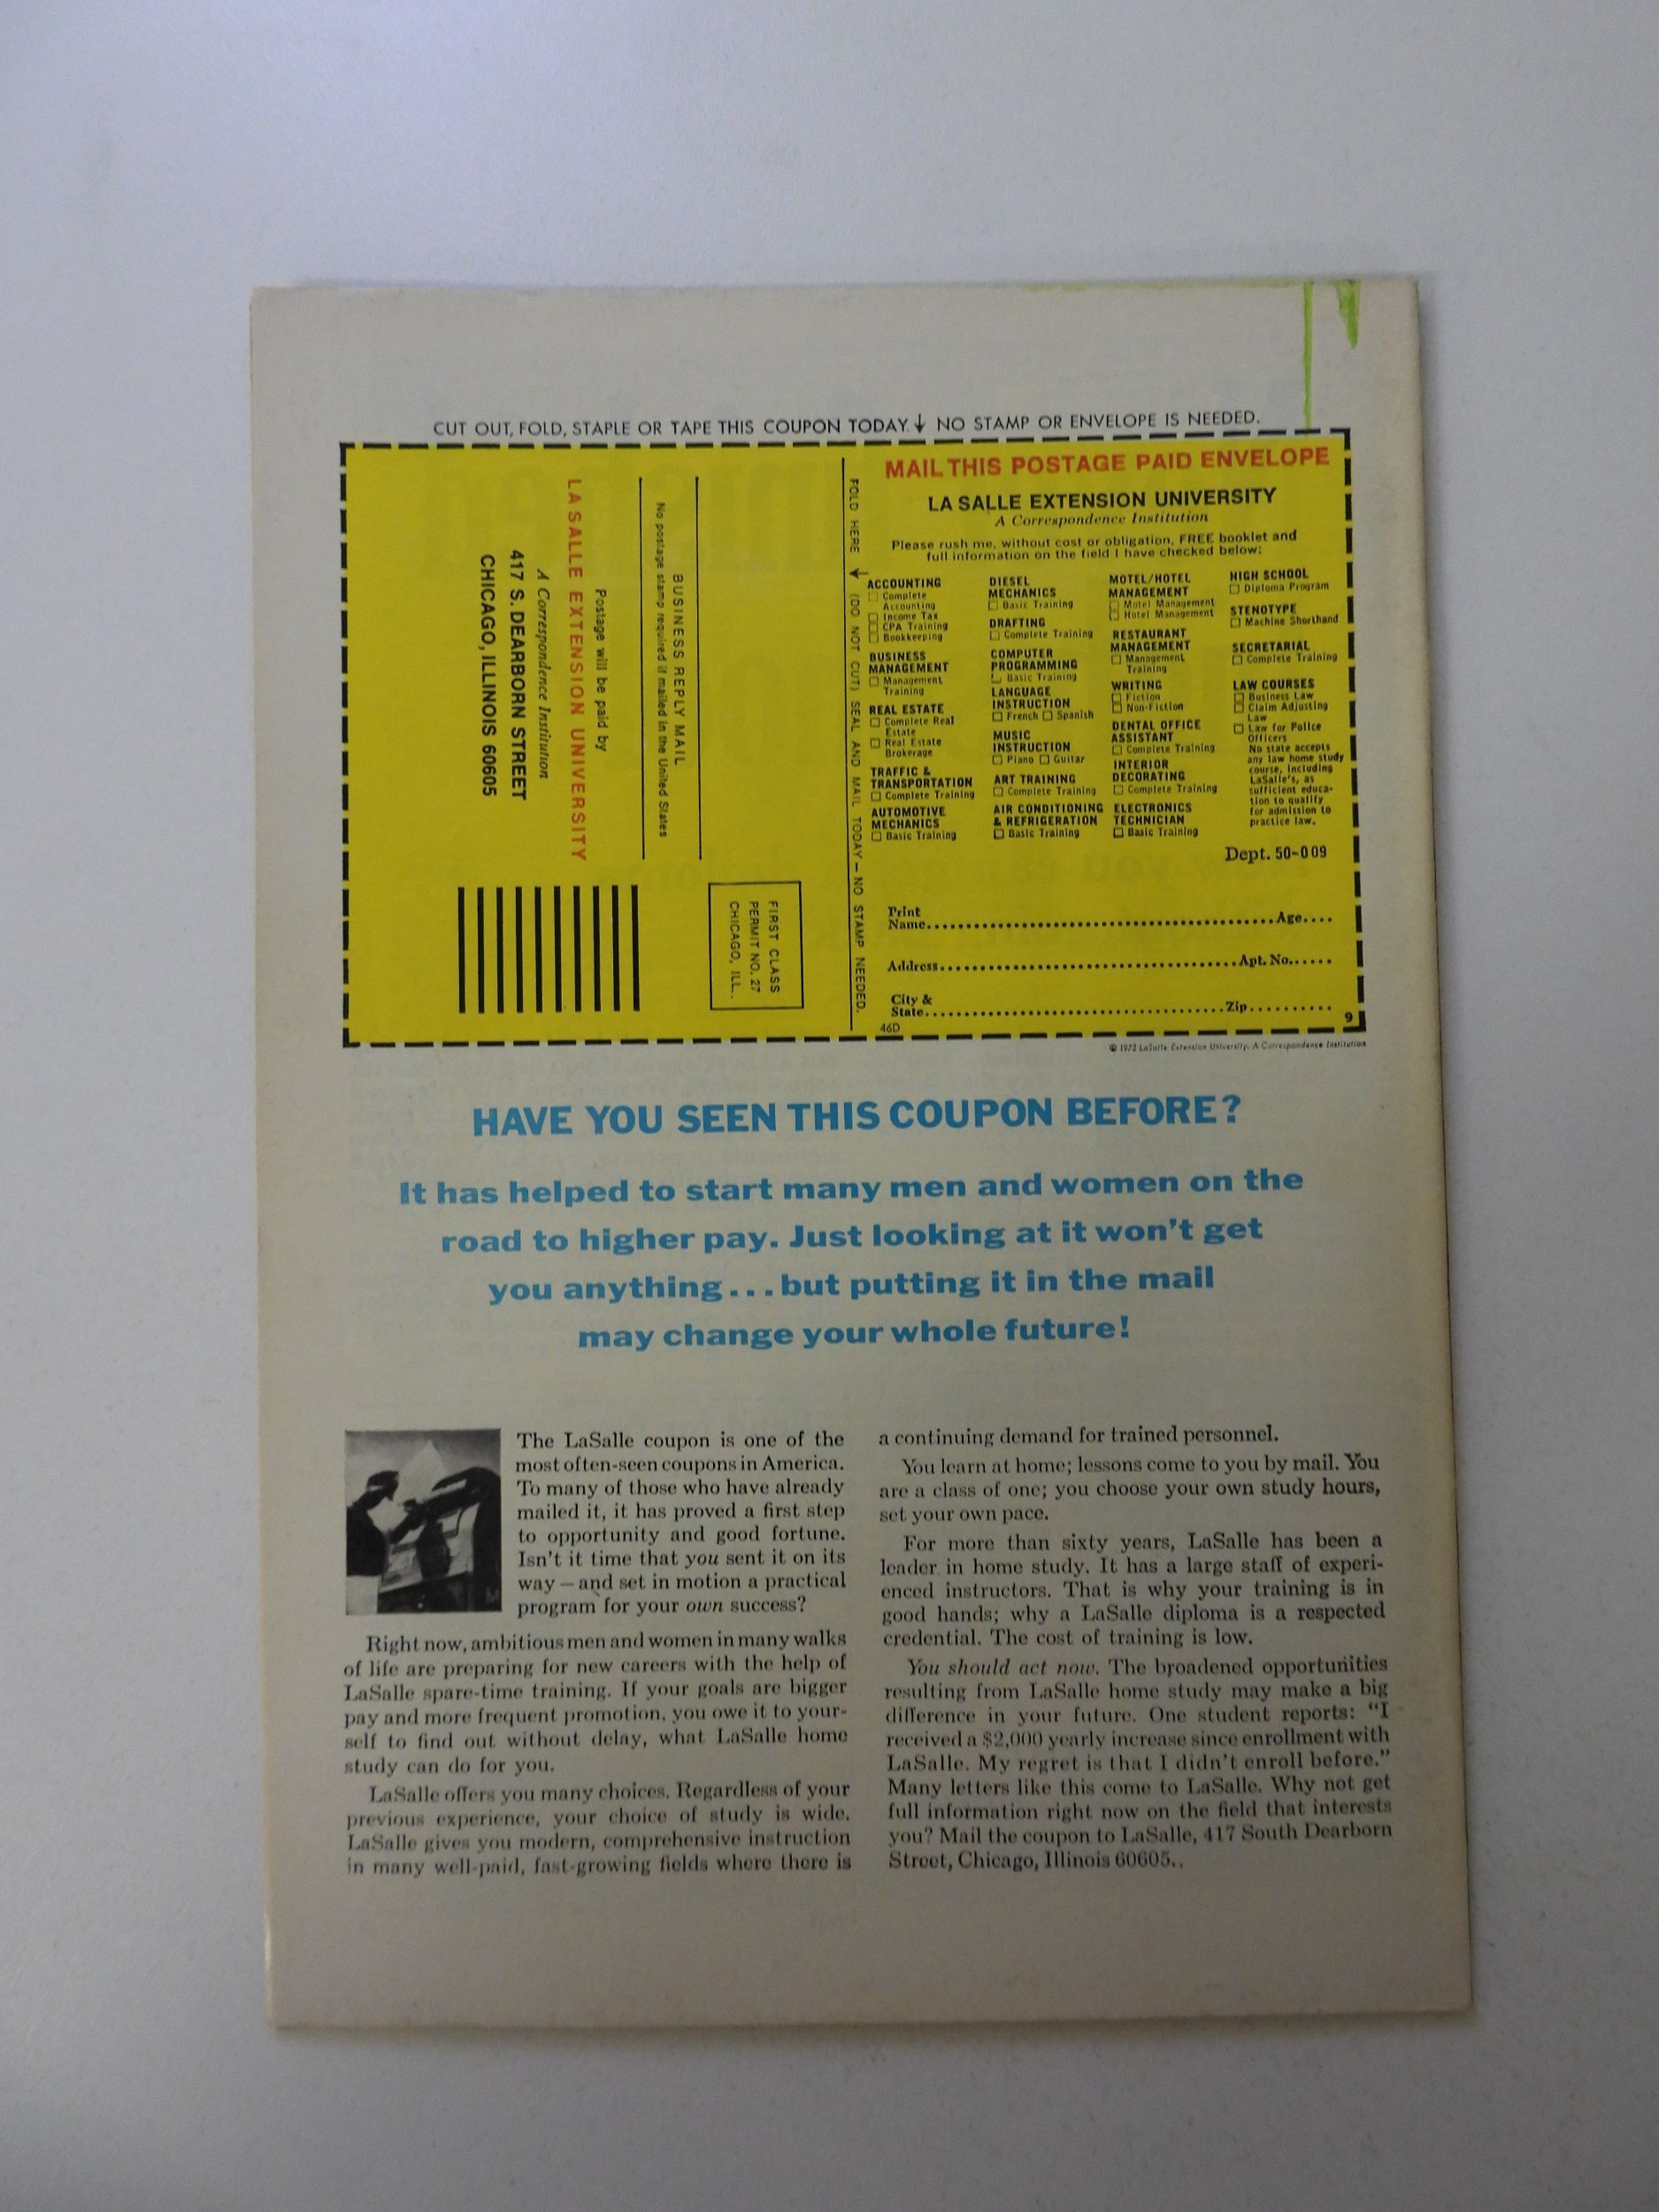 CUT OUT, FOLD, STAPLE OR TAPE THIS COUPON TODAY. ↓ NO STAMP OR ENVELOPE IS NEEDED.
LA SALLE EXTENSION UNIVERSITY
A Correspondence Institution
417 S. DEARBORN STREET
CHICAGO, ILLINOIS 60605
Postage will be paid by
No postage stamp required if mailed in the United States
BUSINESS REPLY MAIL
FIRST CLASS
PERMIT NO. 27
CHICAGO, ILL..
FOLD HERE ↓ (DO NOT CUT) SEAL AND MAIL TODAY — NO STAMP NEEDED.
MAIL THIS POSTAGE PAID ENVELOPE
LA SALLE EXTENSION UNIVERSITY
A Correspondence Institution
Please rush me, without cost or obligation, FREE booklet and
full information on the field I have checked below:
ACCOUNTING
☐ Complete
Accounting
☐ Income Tax
☐ CPA Training
☐ Bookkeeping
BUSINESS
MANAGEMENT
☐ Management
Training
REAL ESTATE
☐ Complete Real
Estate
☐ Real Estate
Brokerage
TRAFFIC &
TRANSPORTATION
☐ Complete Training
AUTOMOTIVE
MECHANICS
☐ Basic Training
DIESEL
MECHANICS
☐ Basic Training
DRAFTING
☐ Complete Training
COMPUTER
PROGRAMMING
☐ Basic Training
LANGUAGE
INSTRUCTION
☐ French ☐ Spanish
MUSIC
INSTRUCTION
☐ Piano ☐ Guitar
ART TRAINING
☐ Complete Training
AIR CONDITIONING
& REFRIGERATION
☐ Basic Training
MOTEL/HOTEL
MANAGEMENT
☐ Motel Management
☐ Hotel Management
RESTAURANT
MANAGEMENT
☐ Management
Training
WRITING
☐ Fiction
☐ Non-Fiction
DENTAL OFFICE
ASSISTANT
☐ Complete Training
INTERIOR
DECORATING
☐ Complete Training
ELECTRONICS
TECHNICIAN
☐ Basic Training
HIGH SCHOOL
☐ Diploma Program
STENOTYPE
☐ Machine Shorthand
SECRETARIAL
☐ Complete Training
LAW COURSES
☐ Business Law
☐ Claim Adjusting
Law
☐ Law for Police
Officers
No state accepts
any law home study
course, including
LaSalle's, as
sufficient educa-
tion to qualify
for admission to
practice law.
Dept. 50-009
Print
Name..........Age....
Address..........Apt. No......
City &
State..........Zip..........
46D
9
© 1972 LaSalle Extension University. A Correspondence Institution
HAVE YOU SEEN THIS COUPON BEFORE?
It has helped to start many men and women on the
road to higher pay. Just looking at it won't get
you anything...but putting it in the mail
may change your whole future!
The LaSalle coupon is one of the
most often-seen coupons in America.
To many of those who have already
mailed it, it has proved a first step
to opportunity and good fortune.
Isn't it time that you sent it on its
way — and set in motion a practical
program for your own success?
Right now, ambitious men and women in many walks
of life are preparing for new careers with the help of
LaSalle spare-time training. If your goals are bigger
pay and more frequent promotion, you owe it to your-
self to find out without delay, what LaSalle home
study can do for you.
LaSalle offers you many choices. Regardless of your
previous experience, your choice of study is wide.
LaSalle gives you modern, comprehensive instruction
in many well-paid, fast-growing fields where there is
a continuing demand for trained personnel.
You learn at home; lessons come to you by mail. You
are a class of one; you choose your own study hours,
set your own pace.
For more than sixty years, LaSalle has been a
leader in home study. It has a large staff of experi-
enced instructors. That is why your training is in
good hands; why a LaSalle diploma is a respected
credential. The cost of training is low.
You should act now. The broadened opportunities
resulting from LaSalle home study may make a big
difference in your future. One student reports: "I
received a $2,000 yearly increase since enrollment with
LaSalle. My regret is that I didn't enroll before."
Many letters like this come to LaSalle. Why not get
full information right now on the field that interests
you? Mail the coupon to LaSalle, 417 South Dearborn
Street, Chicago, Illinois 60605..